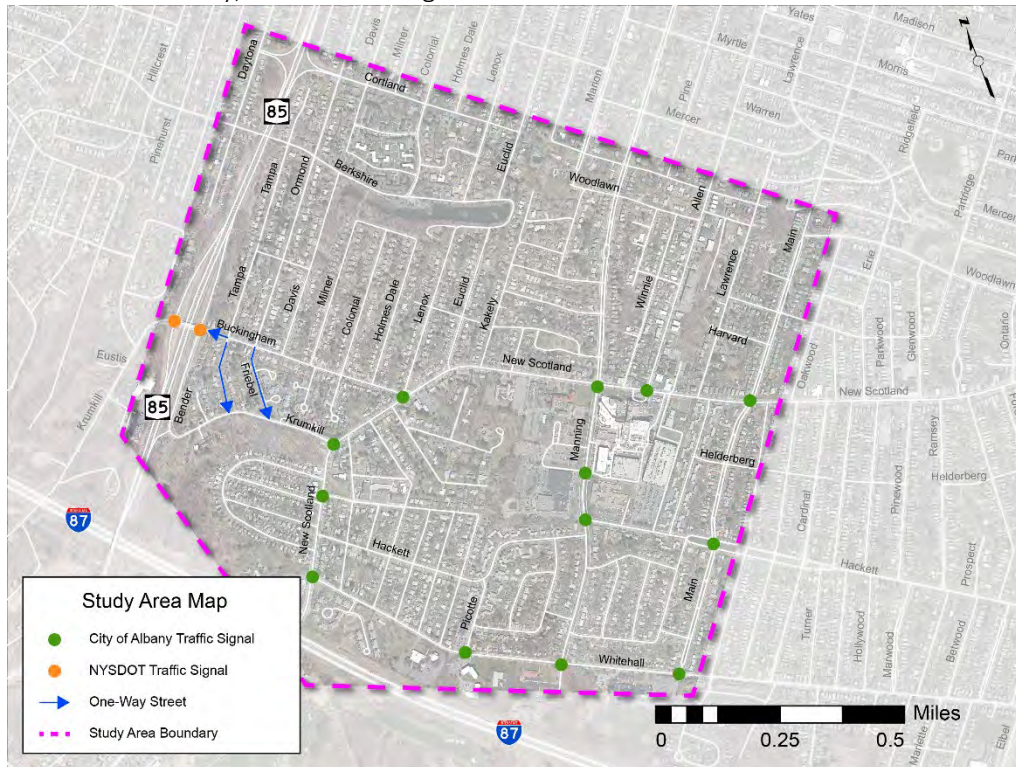 Yates
Madison
Myrtle
Lawrence
Morris
Hillcrest
Davis
Milner
Colonial
Holmes Dale
Lenox
Marion
Pine
Mercer
Warren
Ridgefield
Partridge
Daytona
85
Cortland
Pinehurst
Tampa
Ormond
Berkshire
Euclid
Woodlawn
Allen
Main
Erie
Mercer
Woodlawn
Tampa
Davis
Milner
Colonial
Holmes Dale
Lenox
Euclid
Kakely
Winnie
Lawrence
Harvard
Oakwood
Parkwood
Glenwood
Ontario
Buckingham
New Scotland
New Scotland
Eustis
Krumkill
85
Bender
Friebel
Krumkill
Manning
Helderberg
Cardinal
Pinewood
Ramsey
Helderberg
87
New Scotland
Hackett
Hackett
Prospect
Picotte
Main
Whitehall
Turner
Hollywood
Marwood
Betwood
Study Area Map
City of Albany Traffic Signal
NYSDOT Traffic Signal
One-Way Street
Study Area Boundary
87
Miles
0 0.25 0.5
Marlette
Elbel